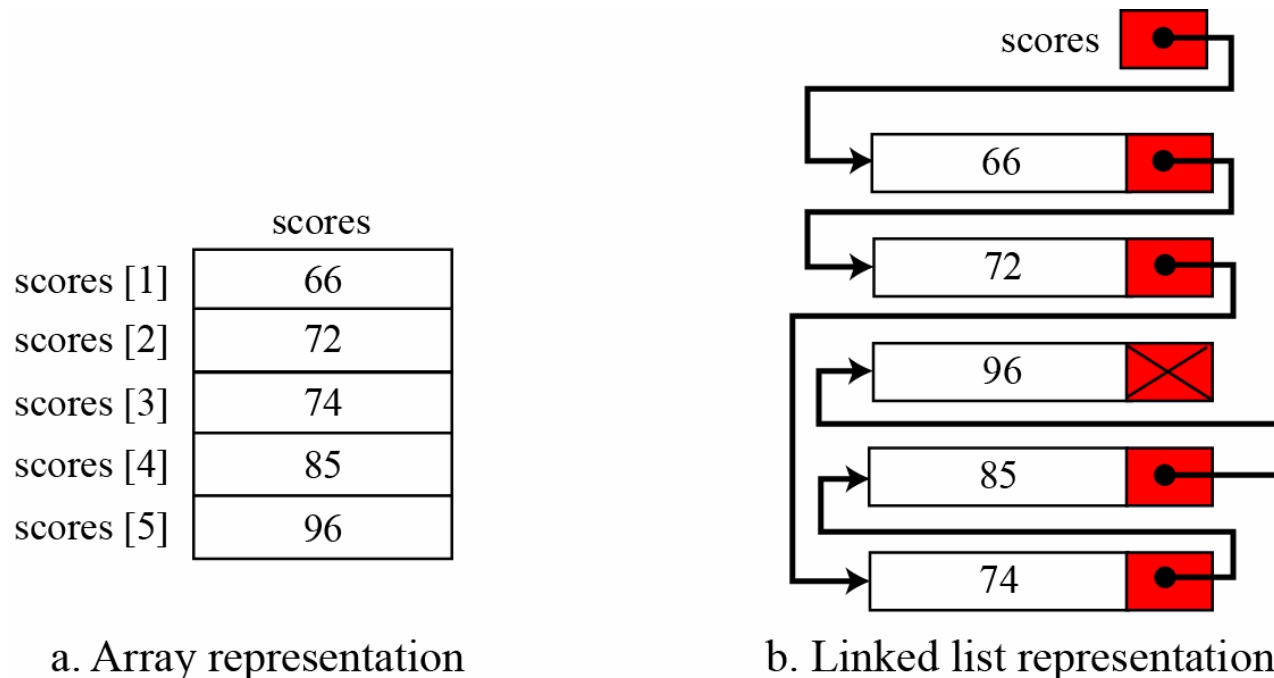 scores
scores [1] 66
scores [2] 72
scores [3] 74
scores [4] 85
scores [5] 96
a. Array representation
scores
66
72
96
85
74
b. Linked list representation